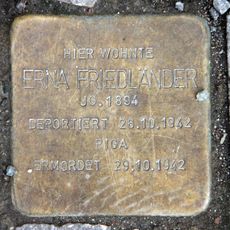 HIER WOHNTE
ERNA FRIEDLÄNDER
JG. 1894
DEPORTIERT 26.10.1942
RIGA
ERMORDET 29.10.1942